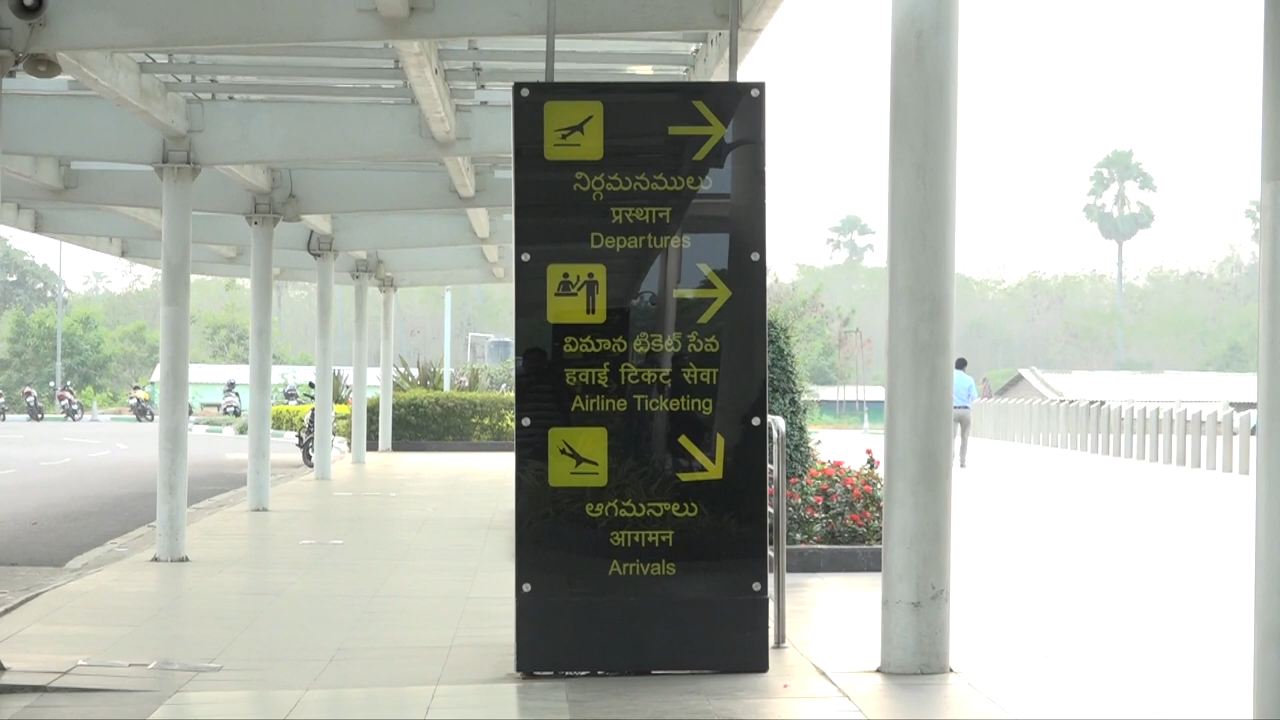 నిర్గమనములు
प्रस्थान
Departures
విమాన టికెట్ సేవ
हवाई टिकट सेवा
Airline Ticketing
ఆగమనాలు
आगमन
Arrivals